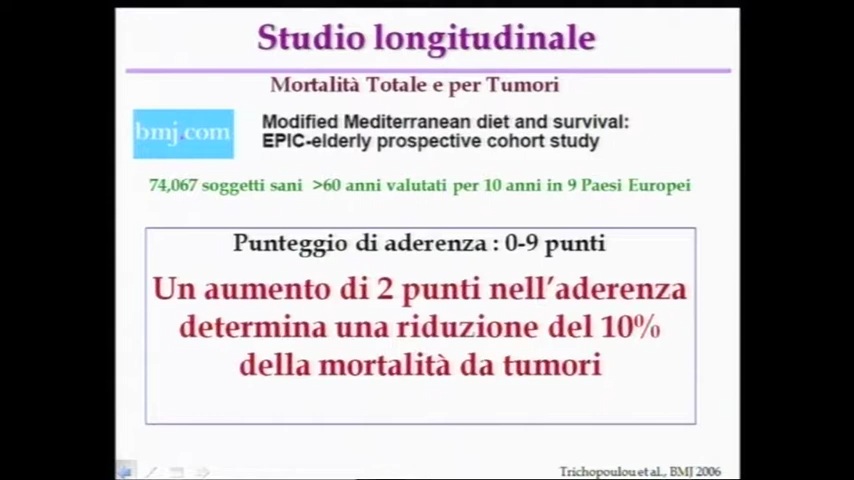 Studio longitudinale
Mortalità Totale e per Tumori
bmj.com
Modified Mediterranean diet and survival:
EPIC-elderly prospective cohort study
74,067 soggetti sani >60 anni valutati per 10 anni in 9 Paesi Europei
Punteggio di aderenza : 0-9 punti
Un aumento di 2 punti nell'aderenza
determina una riduzione del 10%
della mortalità da tumori
Trichopoulou et al., BMJ 2006